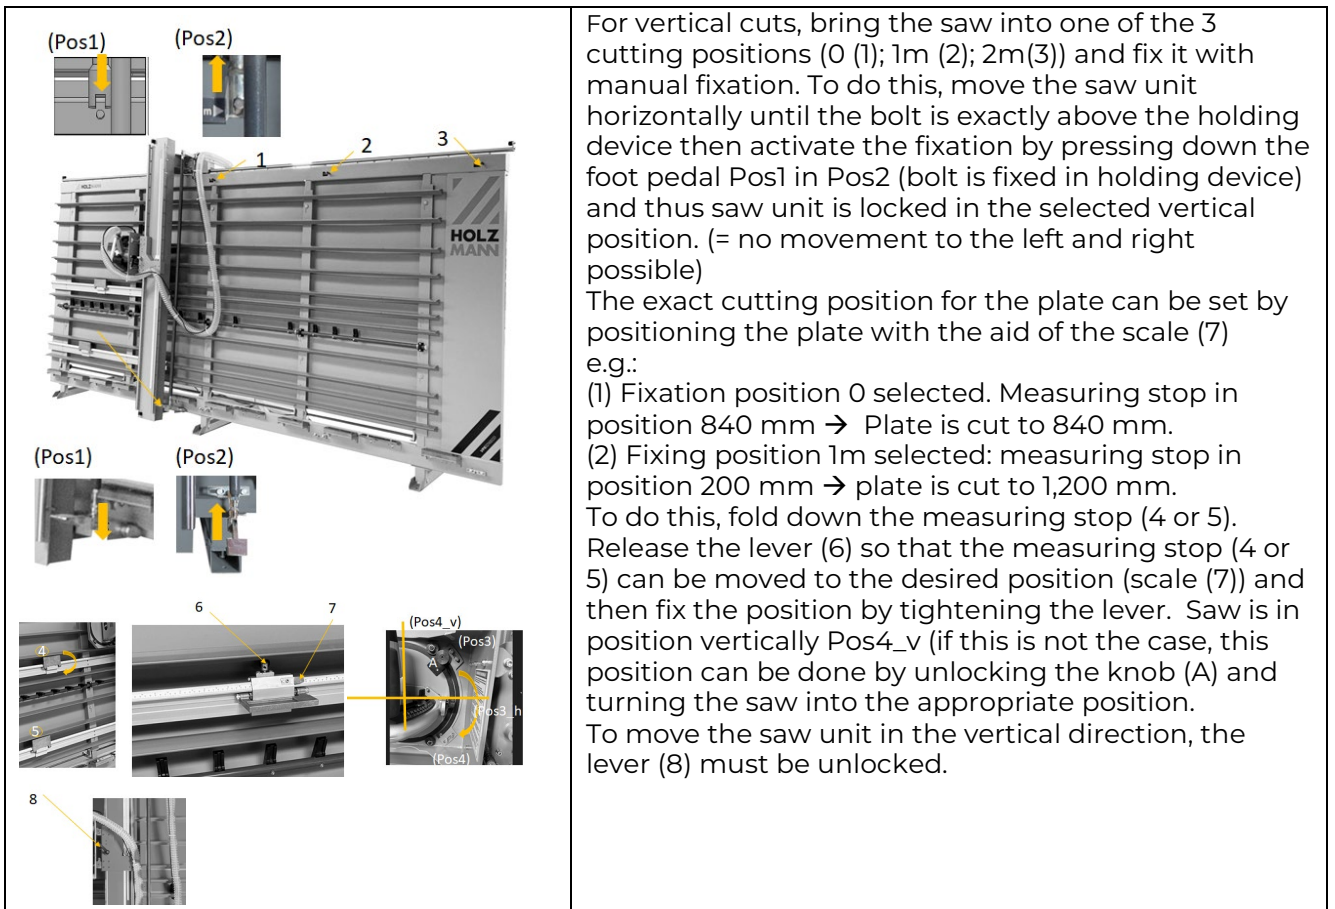 (Pos1)
(Pos2)
1
2
3
HOLZMANN
HOLZ
MANN
(Pos1)
(Pos2)
6
7
4
5
(Pos4_v)
(Pos3)
A
(Pos3_h
(Pos4)
8
For vertical cuts, bring the saw into one of the 3
cutting positions (0 (1); 1m (2); 2m(3)) and fix it with
manual fixation. To do this, move the saw unit
horizontally until the bolt is exactly above the holding
device then activate the fixation by pressing down the
foot pedal Pos1 in Pos2 (bolt is fixed in holding device)
and thus saw unit is locked in the selected vertical
position. (= no movement to the left and right
possible)
The exact cutting position for the plate can be set by
positioning the plate with the aid of the scale (7)
e.g.:
(1) Fixation position 0 selected. Measuring stop in
position 840 mm → Plate is cut to 840 mm.
(2) Fixing position 1m selected: measuring stop in
position 200 mm → plate is cut to 1,200 mm.
To do this, fold down the measuring stop (4 or 5).
Release the lever (6) so that the measuring stop (4 or
5) can be moved to the desired position (scale (7)) and
then fix the position by tightening the lever. Saw is in
position vertically Pos4_v (if this is not the case, this
position can be done by unlocking the knob (A) and
turning the saw into the appropriate position.
To move the saw unit in the vertical direction, the
lever (8) must be unlocked.